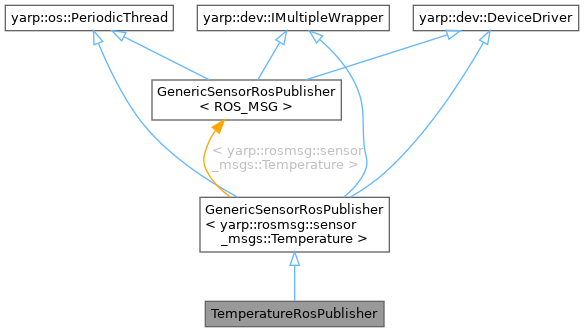 yarp::os::PeriodicThread
yarp::dev::IMultipleWrapper
yarp::dev::DeviceDriver
GenericSensorRosPublisher
< ROS_MSG >
< yarp::rosmsg::sensor
_msgs::Temperature >
GenericSensorRosPublisher
< yarp::rosmsg::sensor
_msgs::Temperature >
TemperatureRosPublisher